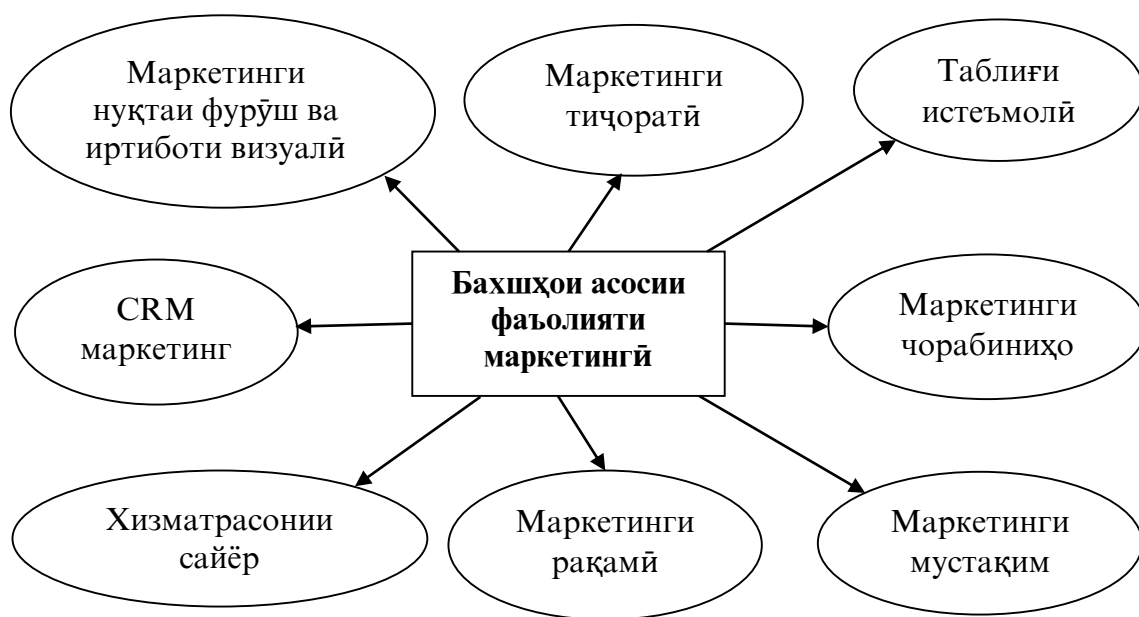 Маркетинги
нуқтаи фурӯш ва
иртиботи визуалӣ
Маркетинги
тиҷоратӣ
Таблиғи
истеъмолӣ
CRM
маркетинг
Бахшҳои асосии
фаъолияти
маркетингӣ
Маркетинги
чорабиниҳо
Хизматрасонии
сайёр
Маркетинги
рақамӣ
Маркетинги
мустақим